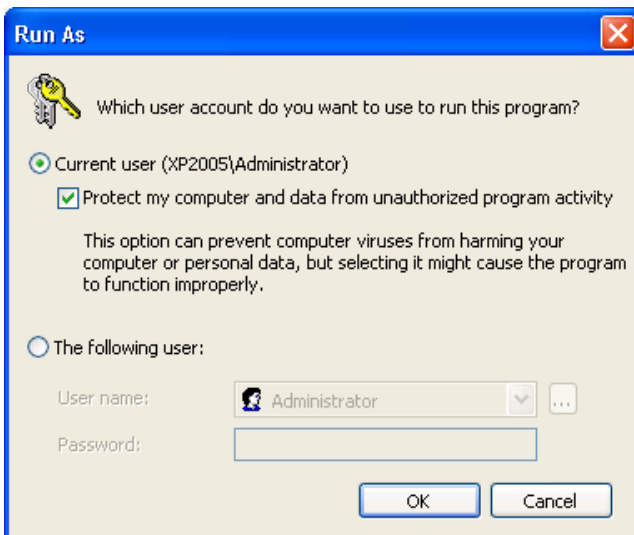 Run As
Which user account do you want to use to run this program?
Current user (XP2005\Administrator)
Protect my computer and data from unauthorized program activity
This option can prevent computer viruses from harming your
computer or personal data, but selecting it might cause the program
to function improperly.
The following user:
User name:
Administrator
...
Password:
OK
Cancel